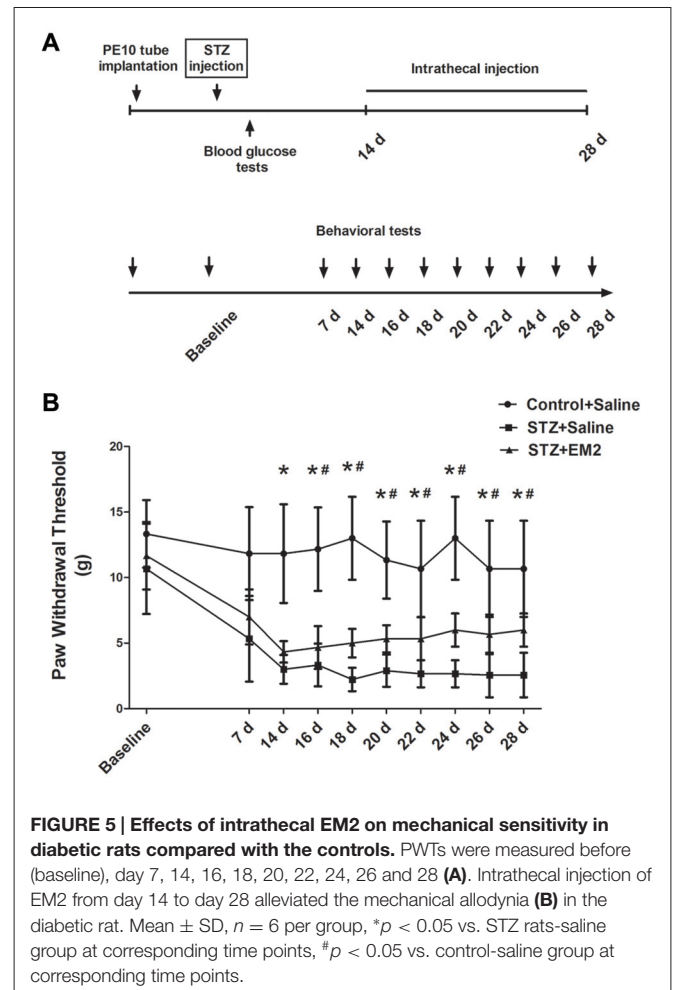 A
PE10 tube
implantation
STZ
injection
Intrathecal injection
Blood glucose
tests
14 d
28 d
Behavioral tests
Baseline
7 d
14 d
16 d
18 d
20 d
22 d
24 d
26 d
28 d
B
Control+Saline
STZ+Saline
STZ+EM2
Paw Withdrawal Threshold
(g)
20
15
10
5
0
*
*#
*#
*#
*#
*#
*#
*#
Baseline
7 d
14 d
16 d
18 d
20 d
22 d
24 d
26 d
28 d
FIGURE 5 | Effects of intrathecal EM2 on mechanical sensitivity in
diabetic rats compared with the controls. PWTs were measured before
(baseline), day 7, 14, 16, 18, 20, 22, 24, 26 and 28 (A). Intrathecal injection of
EM2 from day 14 to day 28 alleviated the mechanical allodynia (B) in the
diabetic rat. Mean ± SD, n = 6 per group, *p < 0.05 vs. STZ rats-saline
group at corresponding time points, #p < 0.05 vs. control-saline group at
corresponding time points.